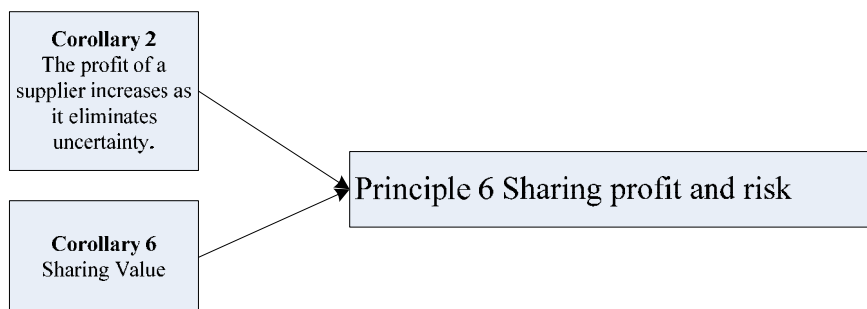 Corollary 2
The profit of a
supplier increases as
it eliminates
uncertainty.
Principle 6 Sharing profit and risk
Corollary 6
Sharing Value